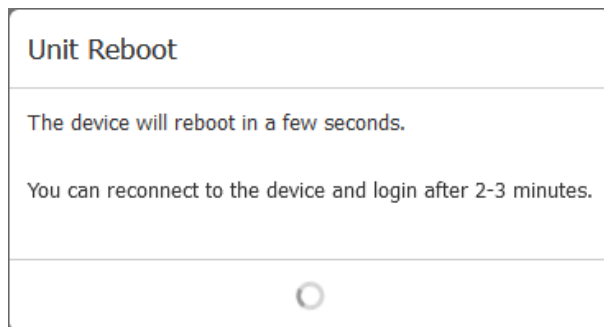 Unit Reboot
The device will reboot in a few seconds.
You can reconnect to the device and login after 2-3 minutes.